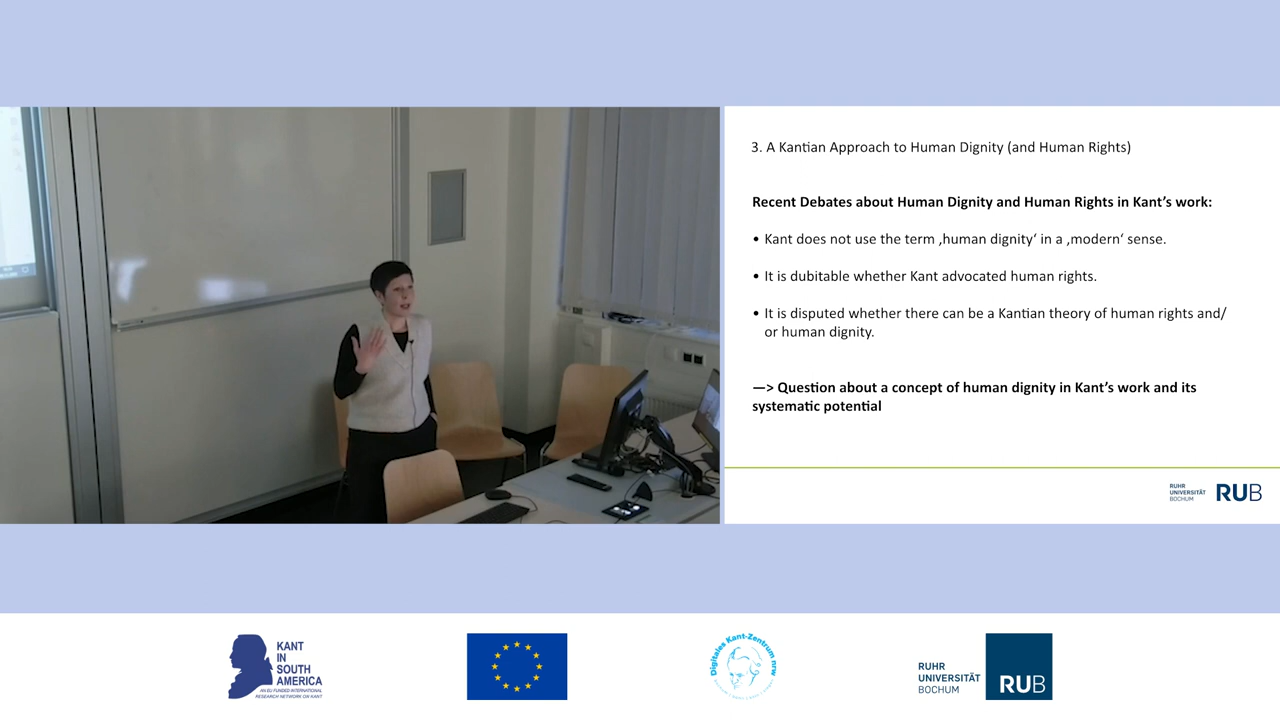 3. A Kantian Approach to Human Dignity (and Human Rights)
Recent Debates about Human Dignity and Human Rights in Kant's work:
• Kant does not use the term ‚human dignity‘ in a ‚modern‘ sense.
• It is dubitable whether Kant advocated human rights.
• It is disputed whether there can be a Kantian theory of human rights and/
or human dignity.
—> Question about a concept of human dignity in Kant's work and its
systematic potential
RUHR
UNIVERSITÄT
BOCHUM
RUB
KANT
IN
SOUTH
AMERICA
AN EU FUNDED INTERNATIONAL
RESEARCH NETWORK ON KANT
Digitales Kant-Zentrum nrw
RUHR
UNIVERSITÄT
BOCHUM
RUB